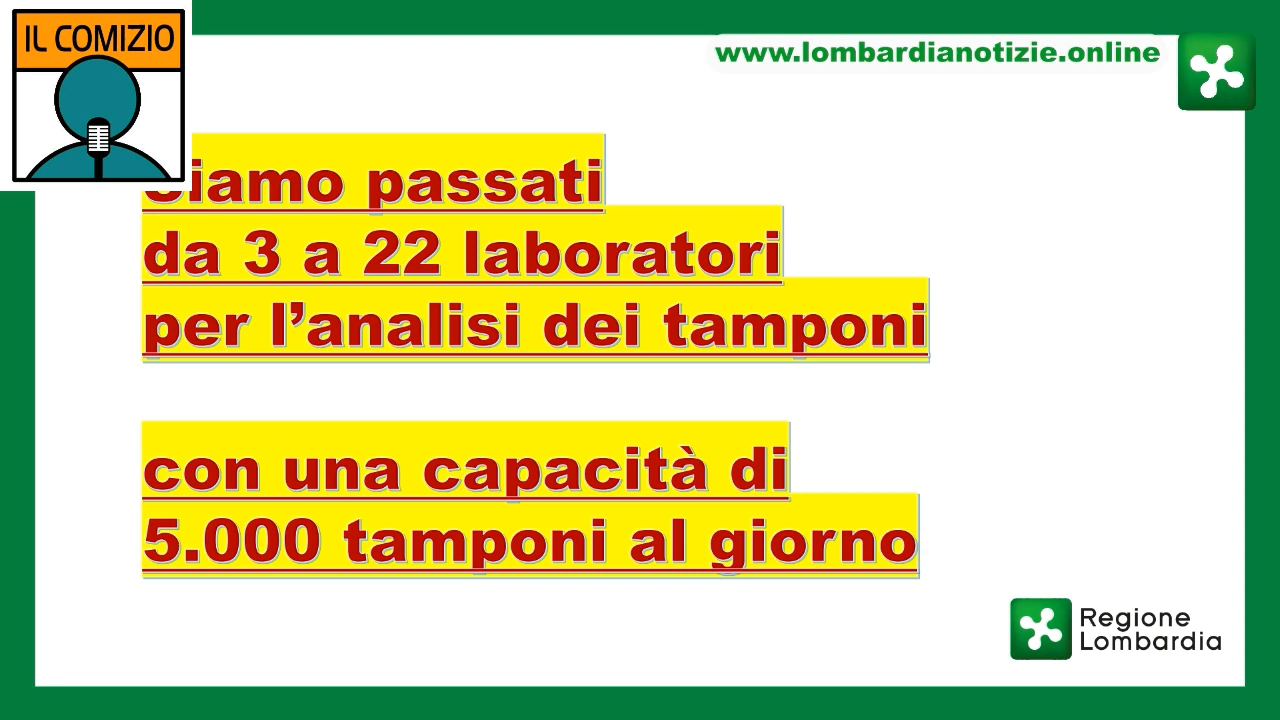 IL COMIZIO
www.lombardianotizie.online
Siamo passati
da 3 a 22 laboratori
per l’analisi dei tamponi
con una capacità di
5.000 tamponi al giorno
Regione
Lombardia